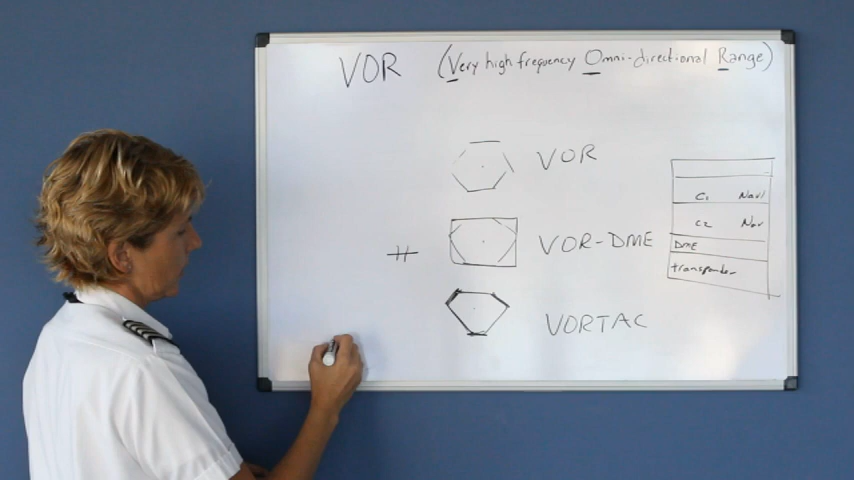 VOR (Very high frequency Omni-directional Range)
VOR
C1 Nav1
C2 Nav
VOR-DME
DME
transponder
VORTAC